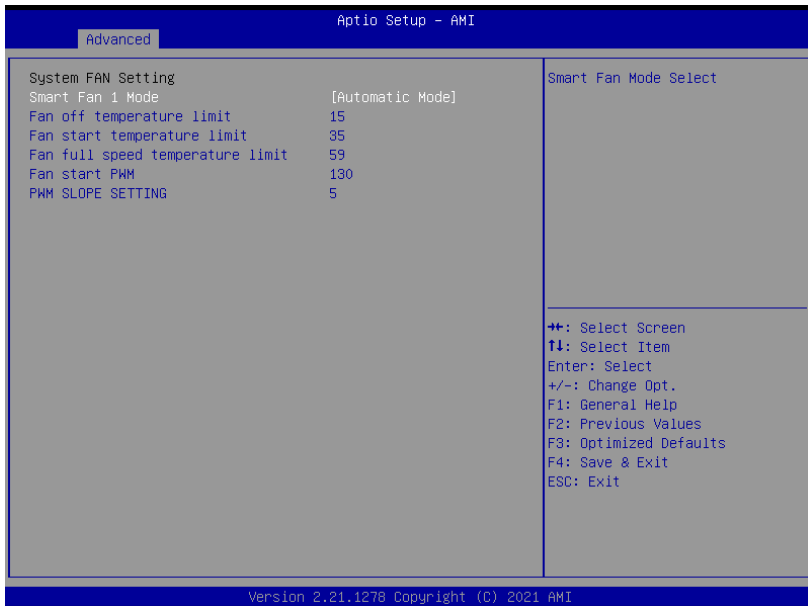 Aptio Setup – AMI
Advanced
System FAN Setting
Smart Fan 1 Mode [Automatic Mode]
Fan off temperature limit 15
Fan start temperature limit 35
Fan full speed temperature limit 59
Fan start PWM 130
PWM SLOPE SETTING 5
Smart Fan Mode Select
→←: Select Screen
↑↓: Select Item
Enter: Select
+/-: Change Opt.
F1: General Help
F2: Previous Values
F3: Optimized Defaults
F4: Save & Exit
ESC: Exit
Version 2.21.1278 Copyright (C) 2021 AMI